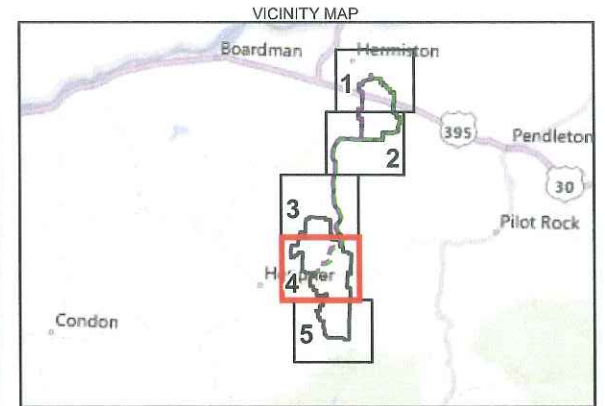 VICINITY MAP
Boardman
Hermiston
1
395
Pendleton
2
30
3
Pilot Rock
4
Condon
5